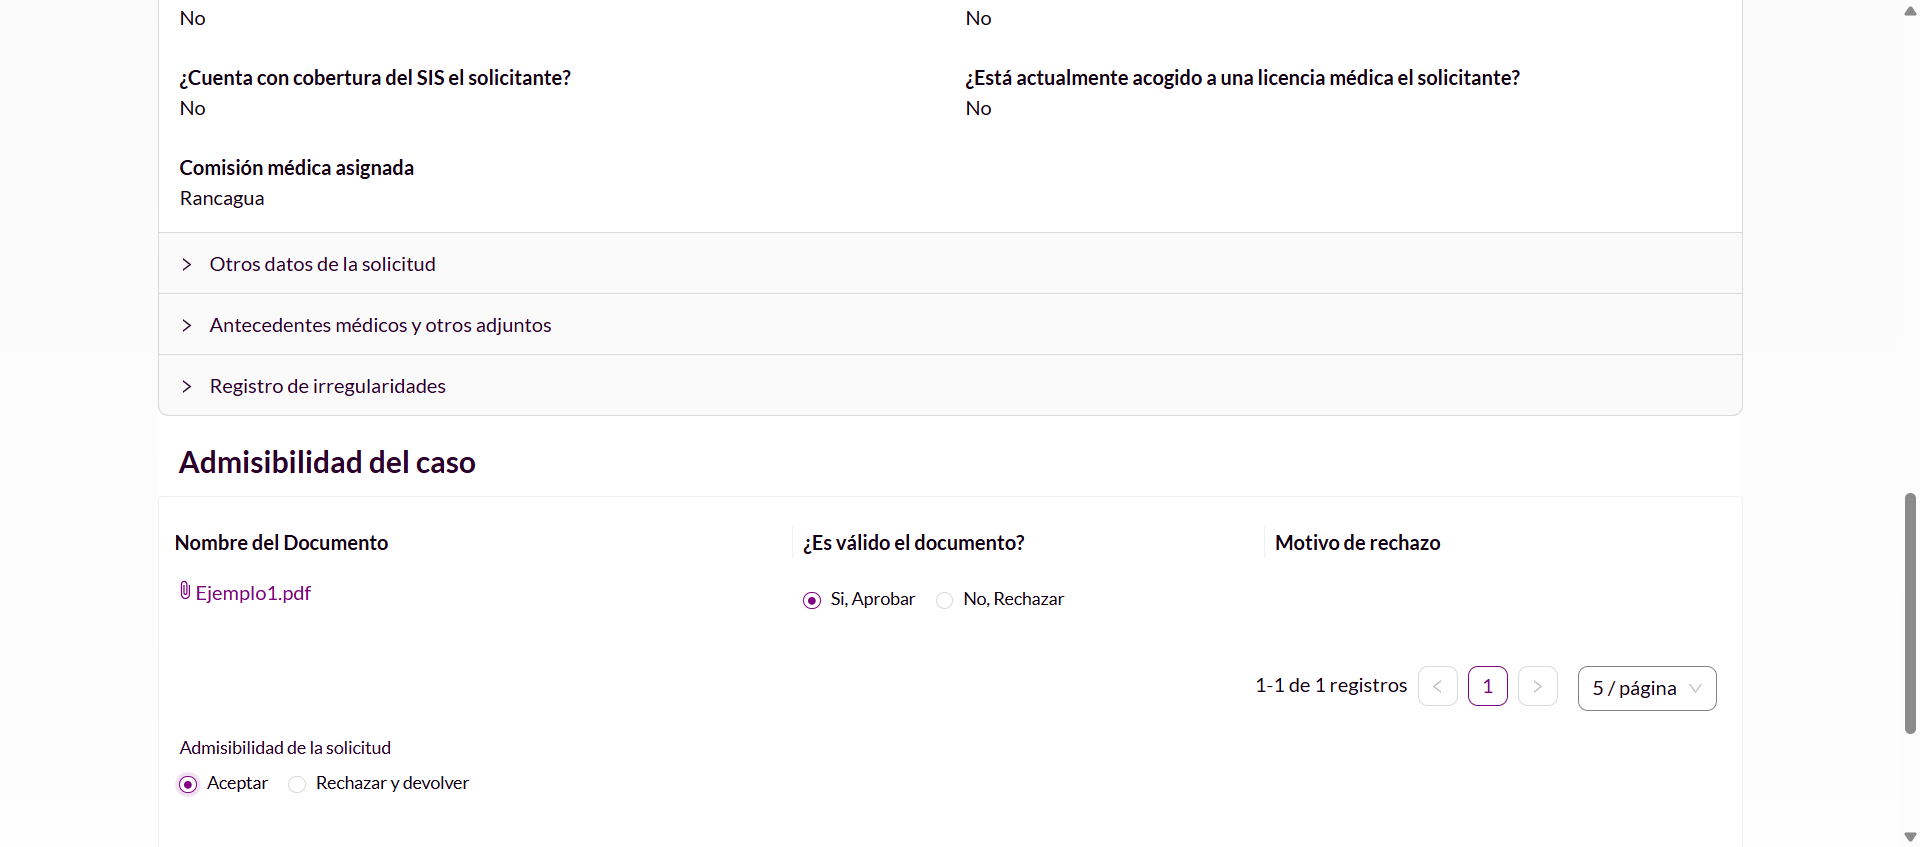 No
No
¿Cuenta con cobertura del SIS el solicitante?
¿Está actualmente acogido a una licencia médica el solicitante?
No
No
Comisión médica asignada
Rancagua
Otros datos de la solicitud
Antecedentes médicos y otros adjuntos
Registro de irregularidades
Admisibilidad del caso
Nombre del Documento
¿Es válido el documento?
Motivo de rechazo
Ejemplo1.pdf
Si, Aprobar
No, Rechazar
1-1 de 1 registros
1
5 / página
Admisibilidad de la solicitud
Aceptar
Rechazar y devolver